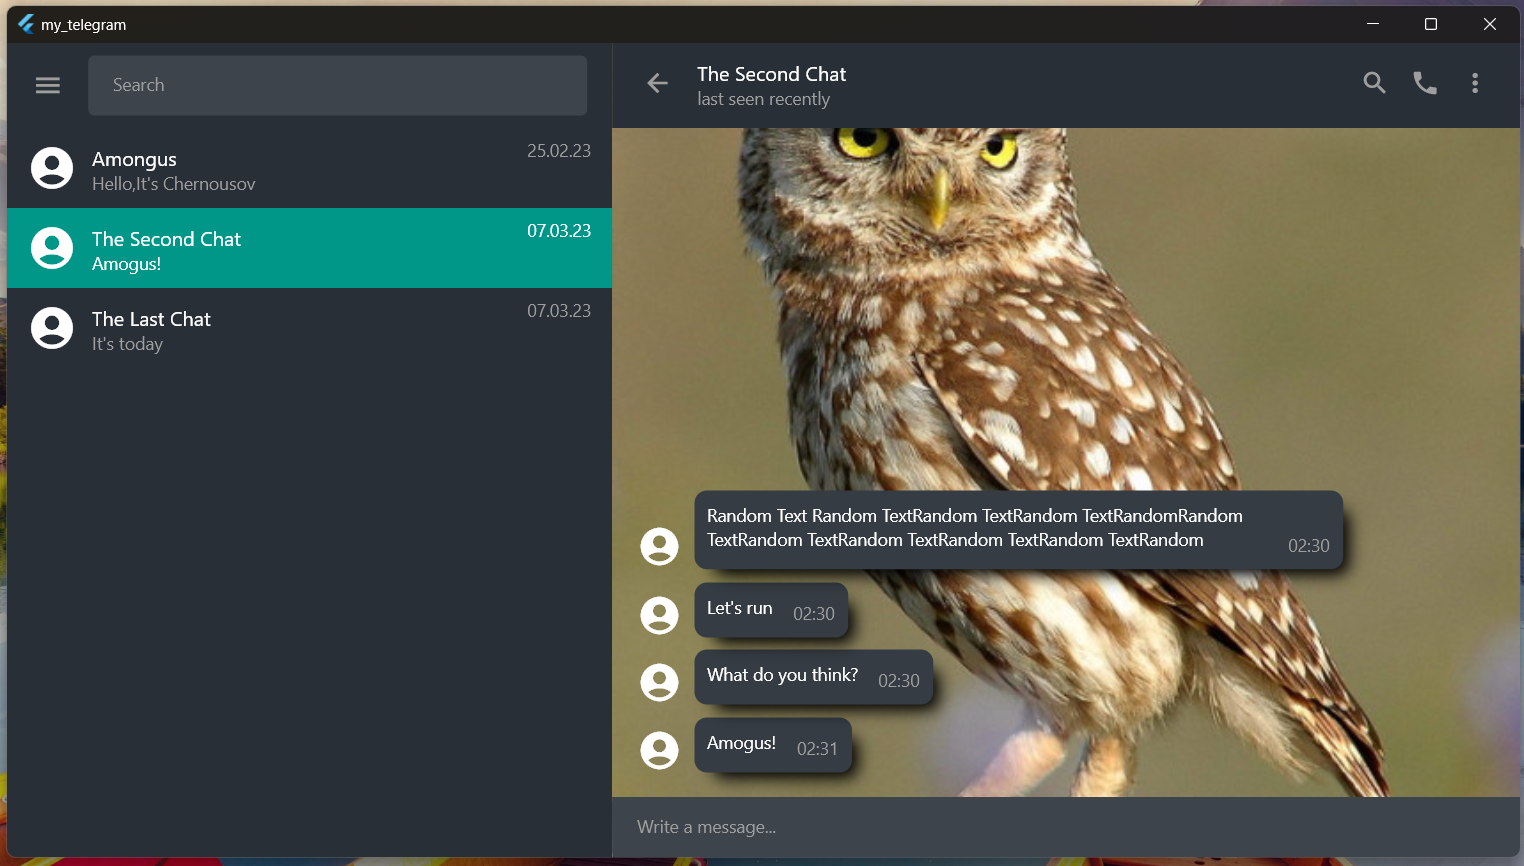 my_telegram
Search
Amongus
25.02.23
Hello,It's Chernousov
The Second Chat
07.03.23
Amogus!
The Last Chat
07.03.23
It's today
The Second Chat
last seen recently
Random Text Random TextRandom TextRandom TextRandomRandom
TextRandom TextRandom TextRandom TextRandom TextRandom
02:30
Let's run
02:30
What do you think?
02:30
Amogus!
02:31
Write a message...